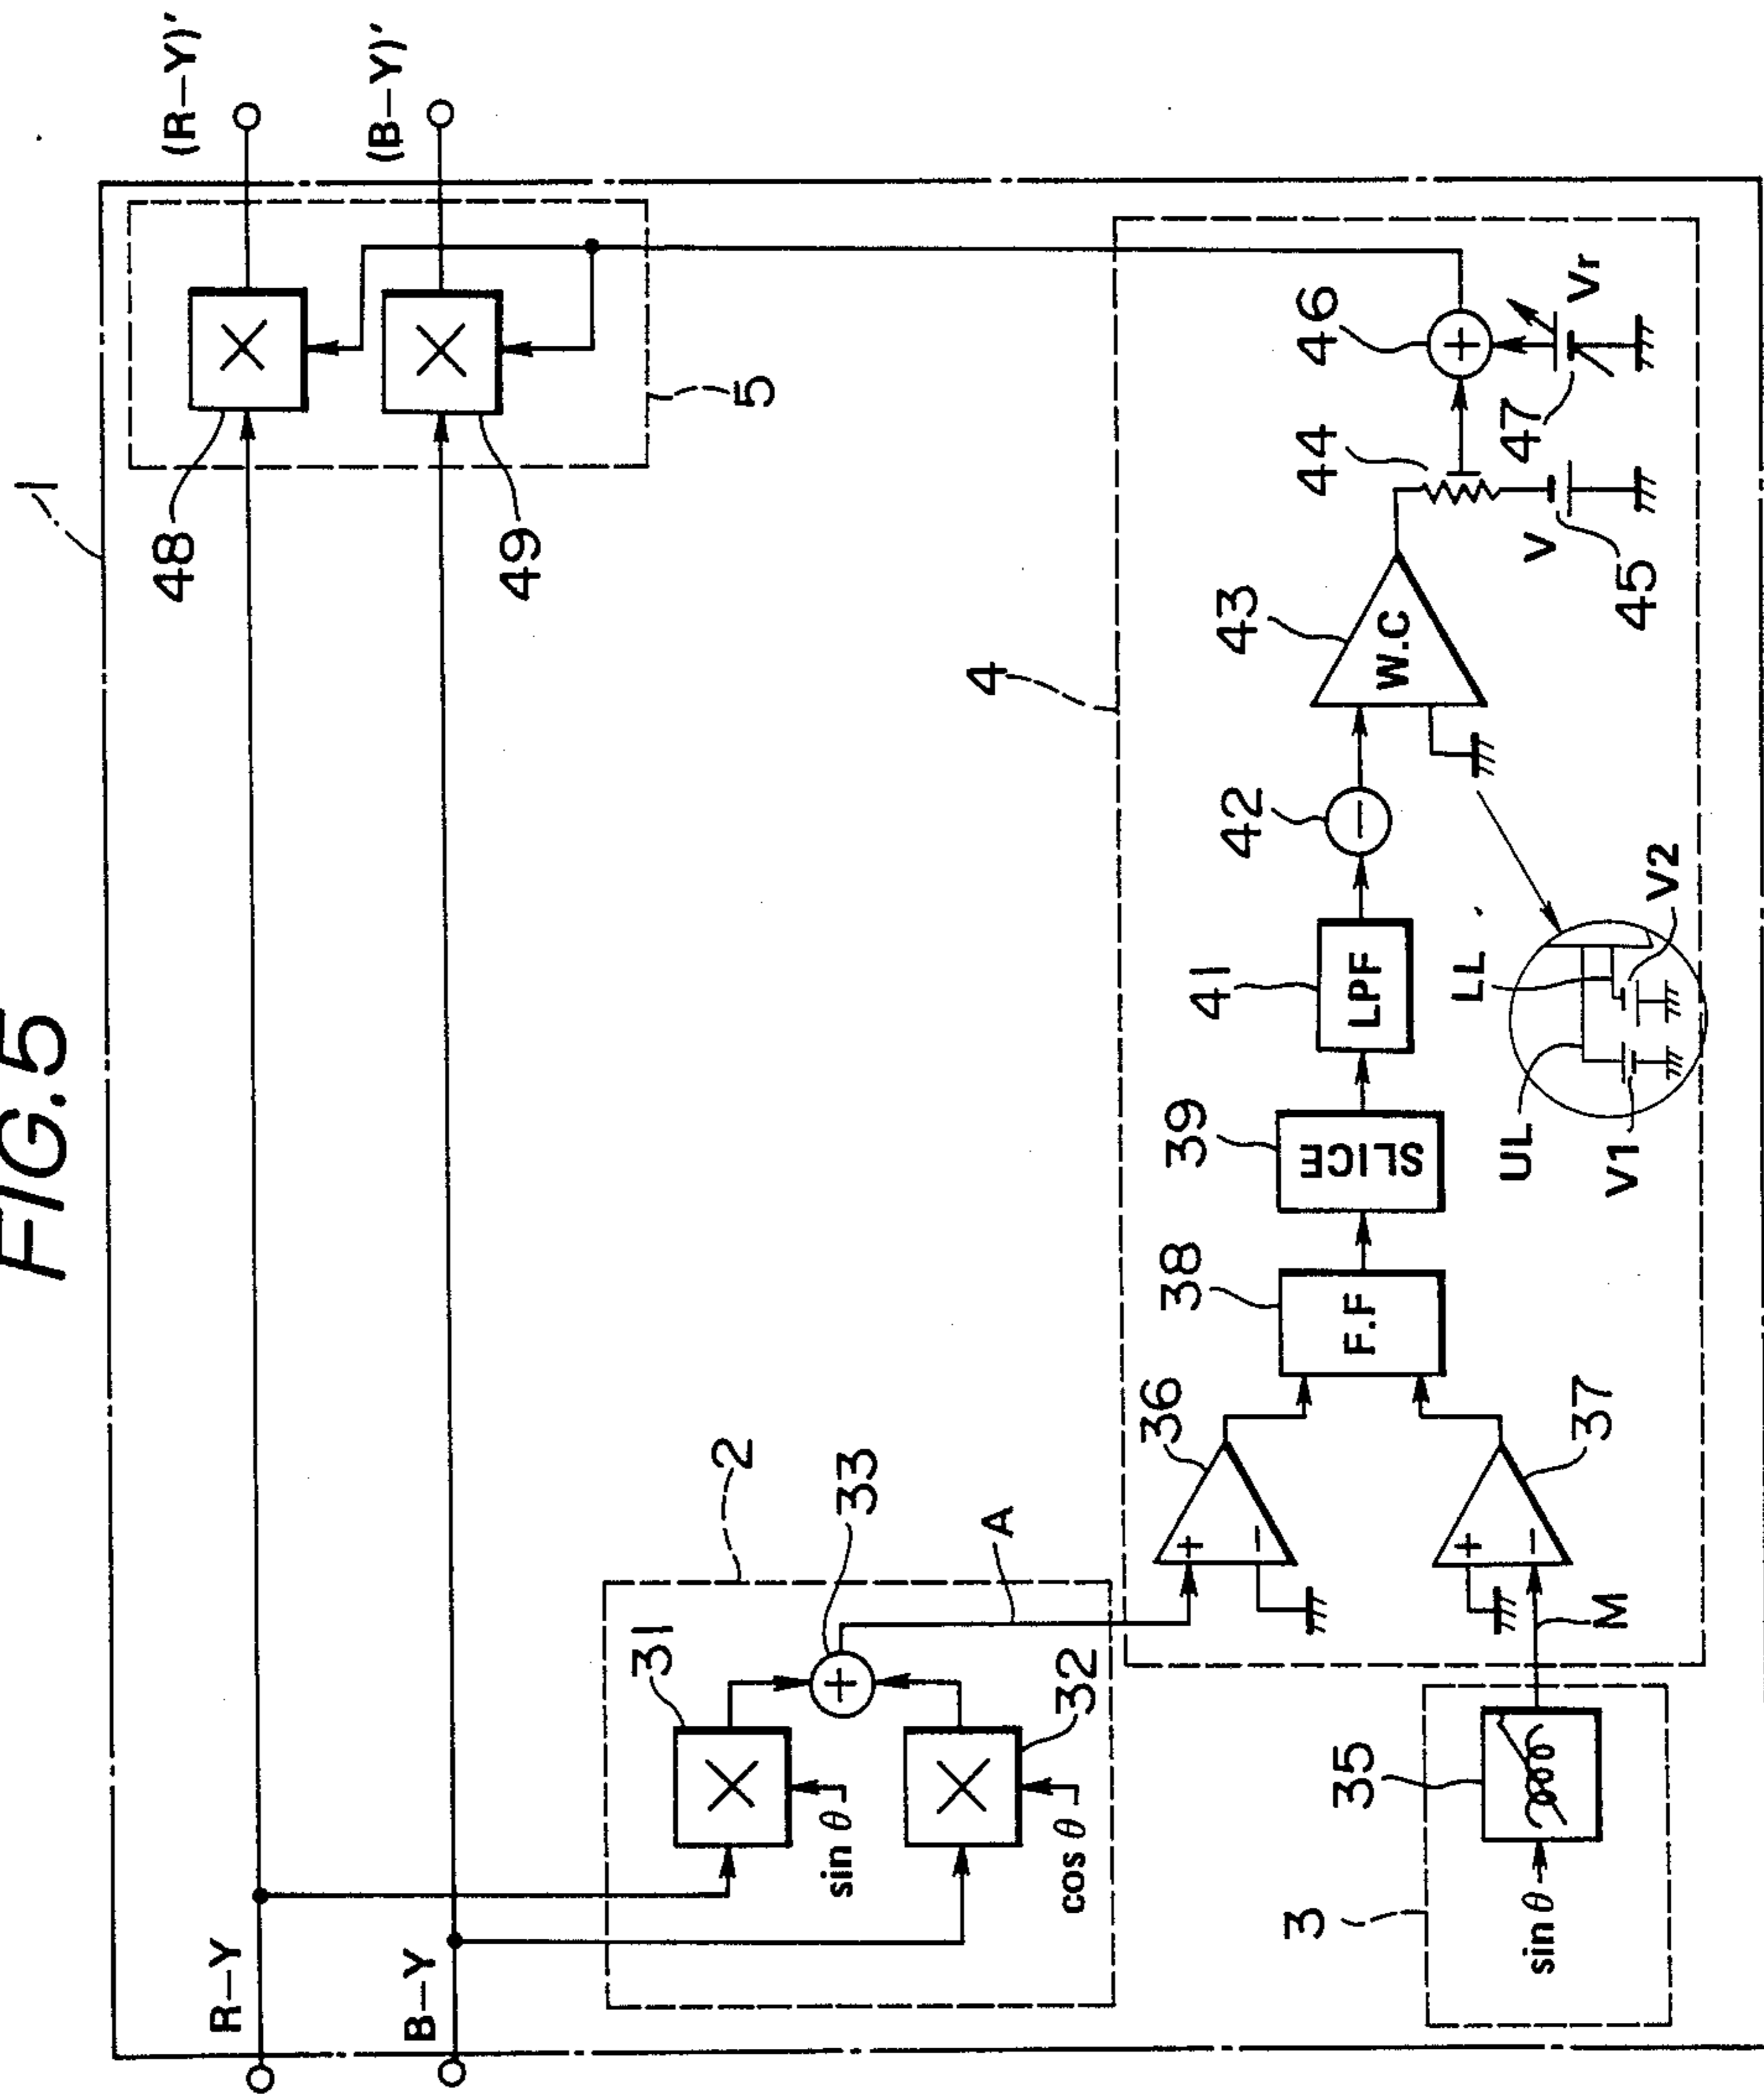 FIG.5
1
R-Y
(R-Y)'
48
B-Y
(B-Y)'
49
5
2
31
33
sin θ
32
cos θ
A
4
36
38
39
41
42
43
44
46
+
-
F.F
SLICE
LPF
W.C
+
-
37
M
47
Vr
V
45
UL
LL
V1
V2
3
35
sin θ